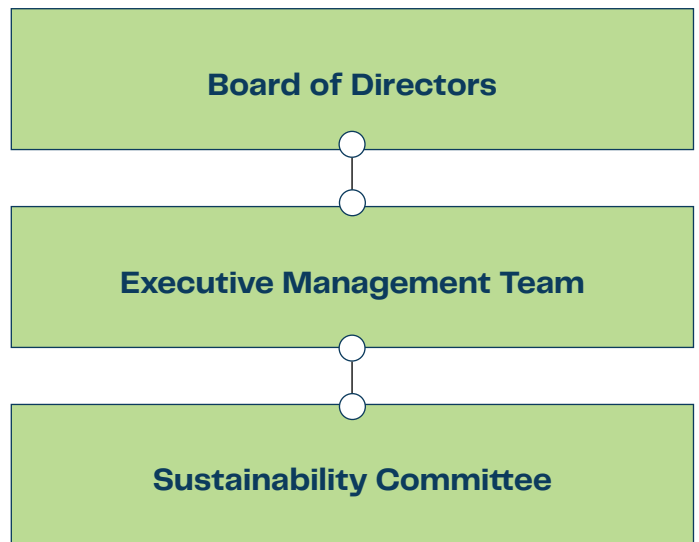 Board of Directors
Executive Management Team
Sustainability Committee